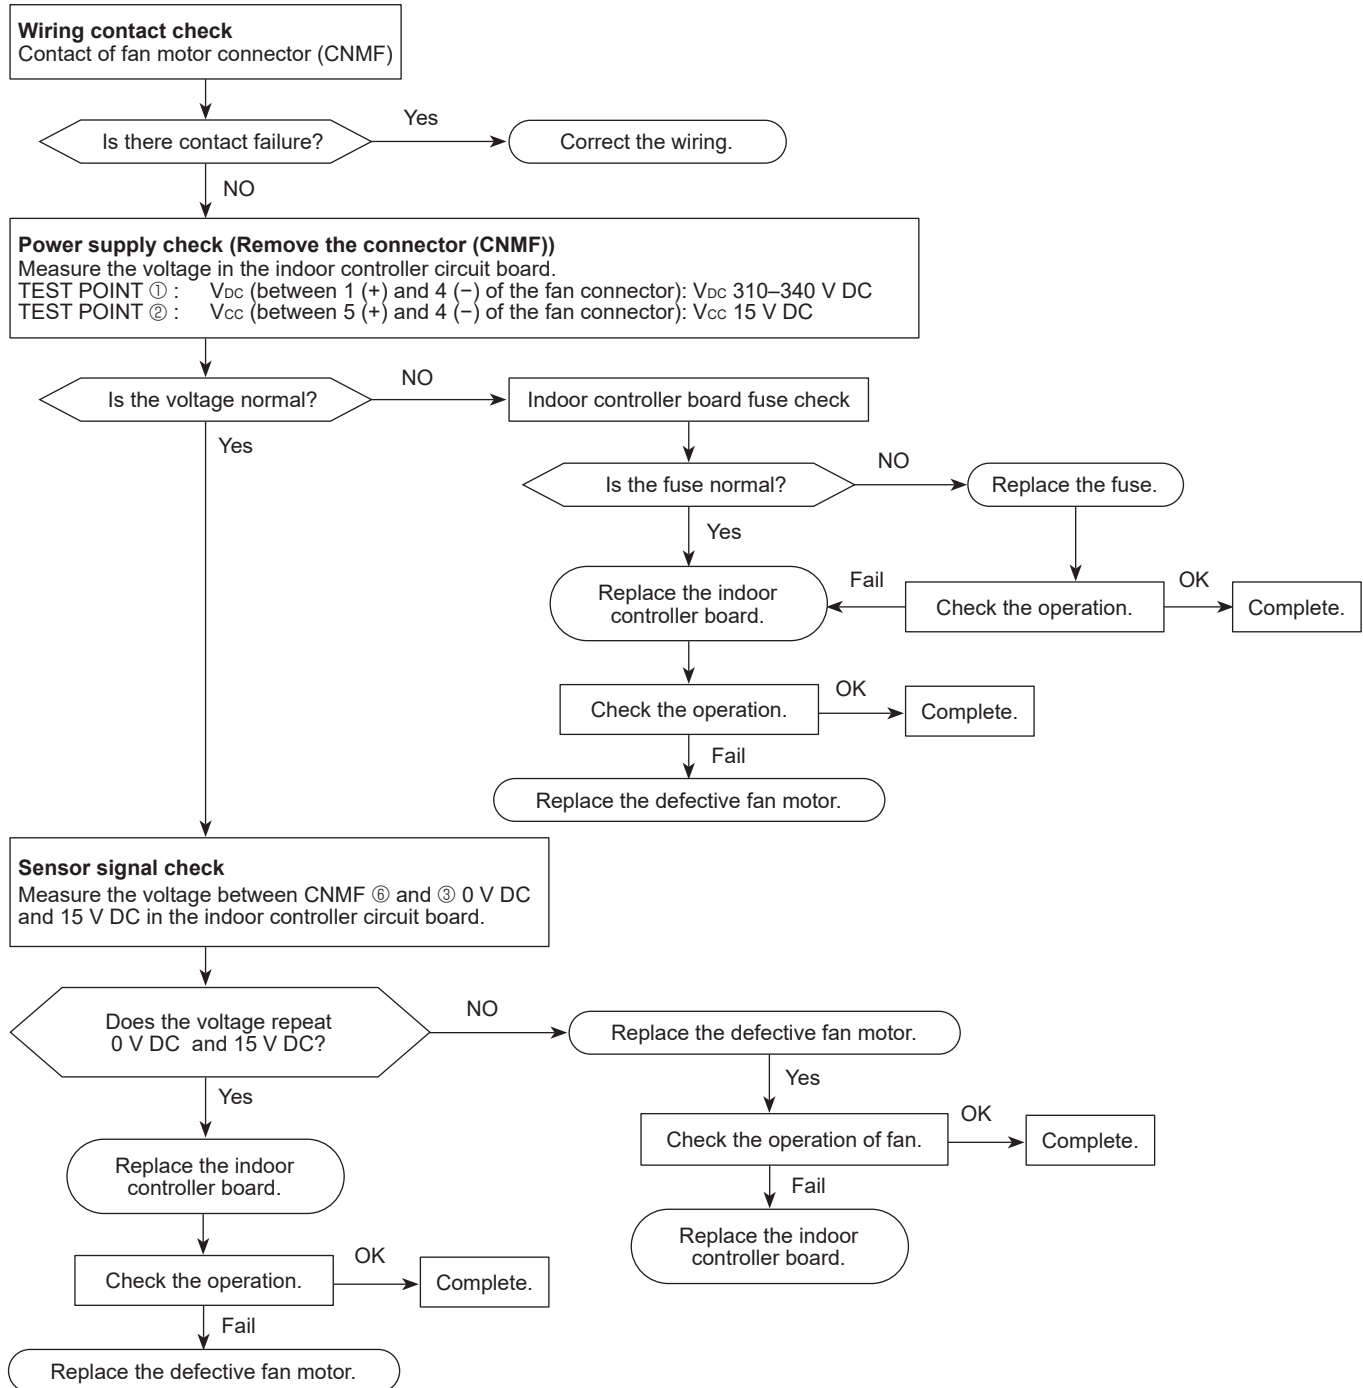 Wiring contact check
Contact of fan motor connector (CNMF)
Is there contact failure?
Yes
Correct the wiring.
NO
Power supply check (Remove the connector (CNMF))
Measure the voltage in the indoor controller circuit board.
TEST POINT ① : VDC (between 1 (+) and 4 (−) of the fan connector): VDC 310–340 V DC
TEST POINT ② : VCC (between 5 (+) and 4 (−) of the fan connector): VCC 15 V DC
Is the voltage normal?
NO
Indoor controller board fuse check
Yes
Is the fuse normal?
NO
Replace the fuse.
Yes
Replace the indoor
controller board.
Fail
Check the operation.
OK
Complete.
Check the operation.
OK
Complete.
Fail
Replace the defective fan motor.
Sensor signal check
Measure the voltage between CNMF ⑥ and ③ 0 V DC
and 15 V DC in the indoor controller circuit board.
Does the voltage repeat
0 V DC and 15 V DC?
NO
Replace the defective fan motor.
Yes
Check the operation of fan.
OK
Complete.
Fail
Replace the indoor
controller board.
Yes
Replace the indoor
controller board.
Check the operation.
OK
Complete.
Fail
Replace the defective fan motor.